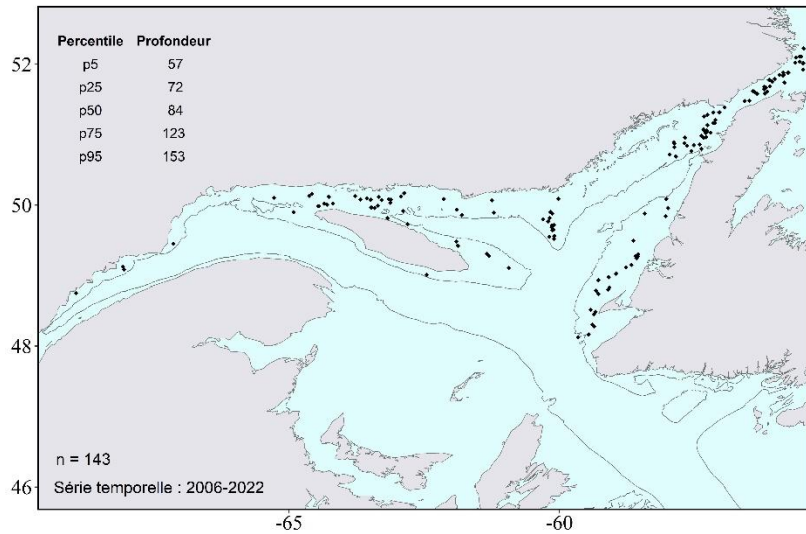 Percentile Profondeur
p5 57
p25 72
p50 84
p75 123
p95 153
52
50
48
46
n = 143
Série temporelle : 2006-2022
-65 -60